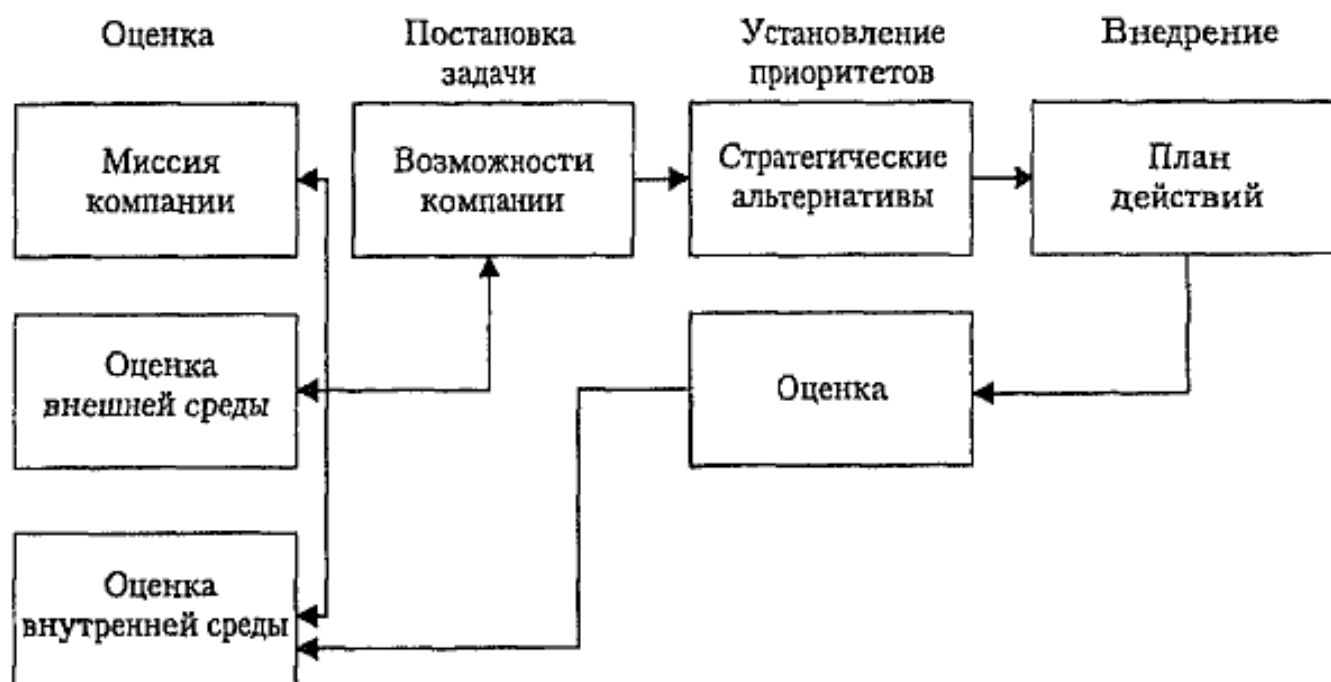 Оценка
Постановка
задачи
Установление
приоритетов
Внедрение
Миссия
компании
Возможности
компании
Стратегические
альтернативы
План
действий
Оценка
внешней среды
Оценка
Оценка
внутренней среды